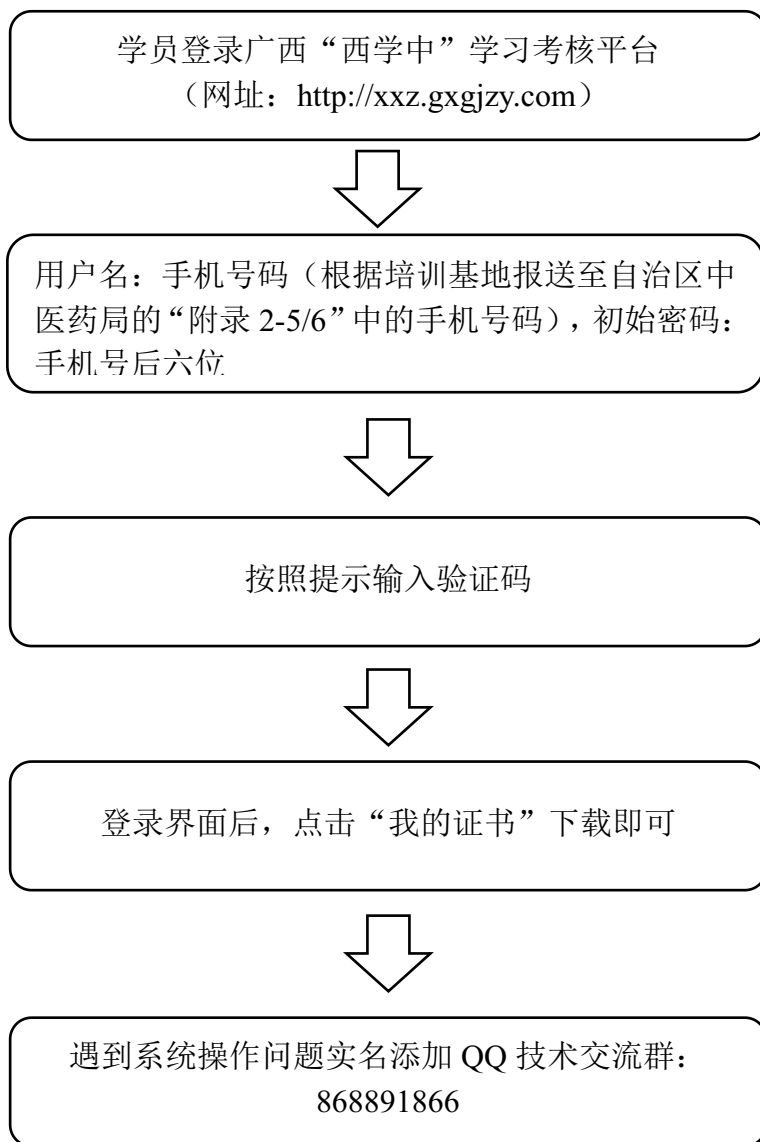 学员登录广西“西学中”学习考核平台
（网址：http://xxz.gxgjzy.com）
用户名：手机号码（根据培训基地报送至自治区中
医药局的“附录 2-5/6”中的手机号码），初始密码：
手机号后六位
按照提示输入验证码
登录界面后，点击“我的证书”下载即可
遇到系统操作问题实名添加 QQ 技术交流群：
868891866